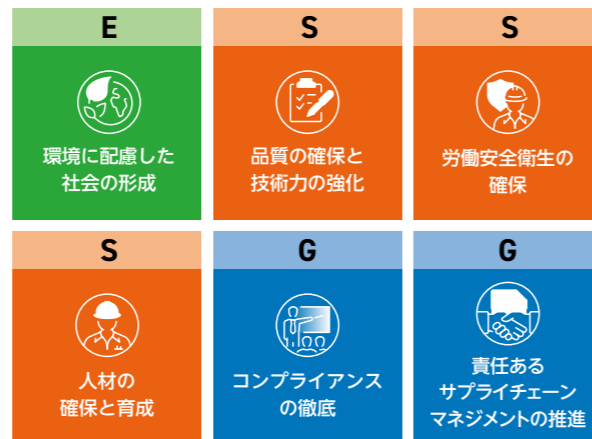 E
環境に配慮した
社会の形成
S
品質の確保と
技術力の強化
S
労働安全衛生の
確保
S
人材の
確保と育成
G
コンプライアンス
の徹底
G
責任ある
サプライチェーン
マネジメントの推進